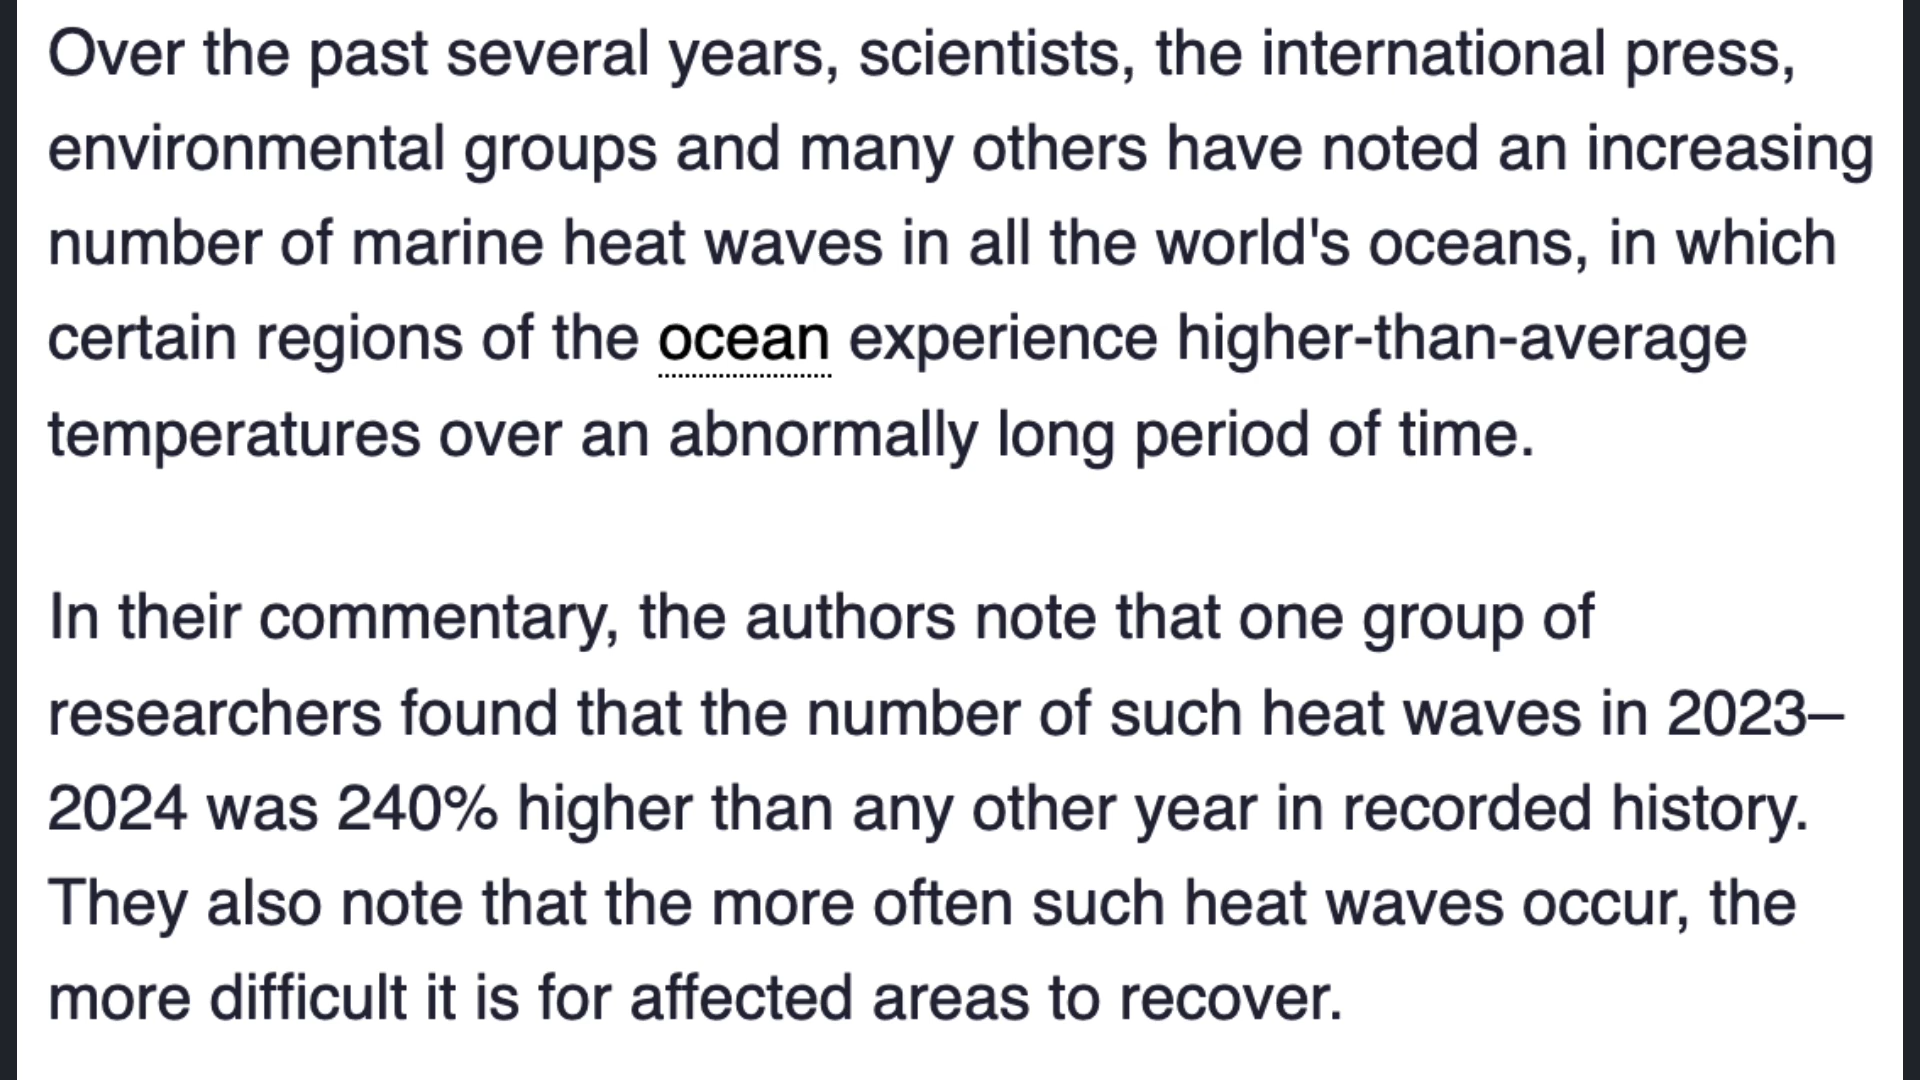 Over the past several years, scientists, the international press,
environmental groups and many others have noted an increasing
number of marine heat waves in all the world's oceans, in which
certain regions of the ocean experience higher-than-average
temperatures over an abnormally long period of time.
In their commentary, the authors note that one group of
researchers found that the number of such heat waves in 2023–
2024 was 240% higher than any other year in recorded history.
They also note that the more often such heat waves occur, the
more difficult it is for affected areas to recover.